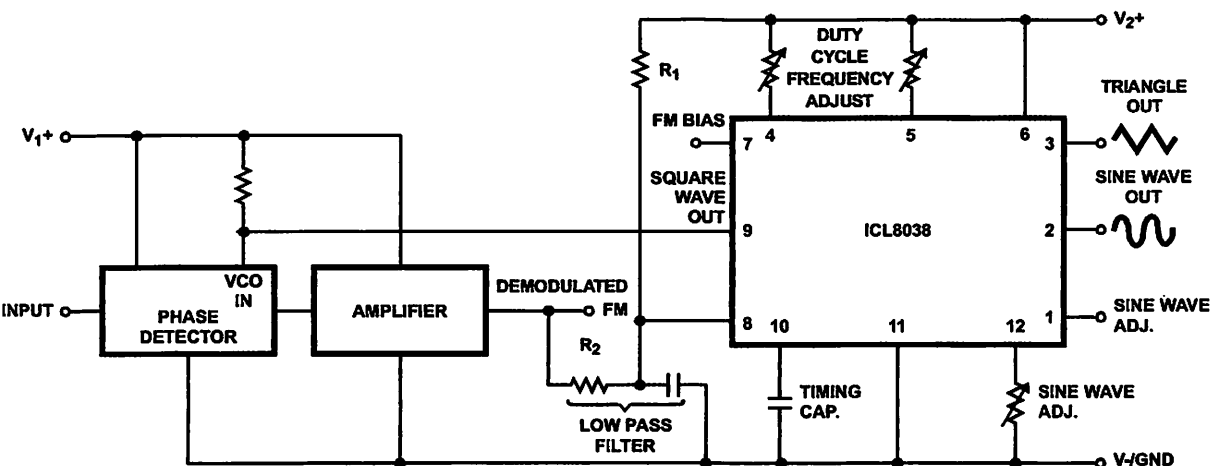 V2+
DUTY
CYCLE
FREQUENCY
ADJUST
R1
TRIANGLE
OUT
V1+
FM BIAS
7
4
5
6
3
SQUARE
WAVE
OUT
SINE WAVE
OUT
9
ICL8038
2
VCO
IN
INPUT
PHASE
DETECTOR
AMPLIFIER
DEMODULATED
FM
8
10
11
12
1
SINE WAVE
ADJ.
R2
LOW PASS
FILTER
TIMING
CAP.
SINE WAVE
ADJ.
V-/GND